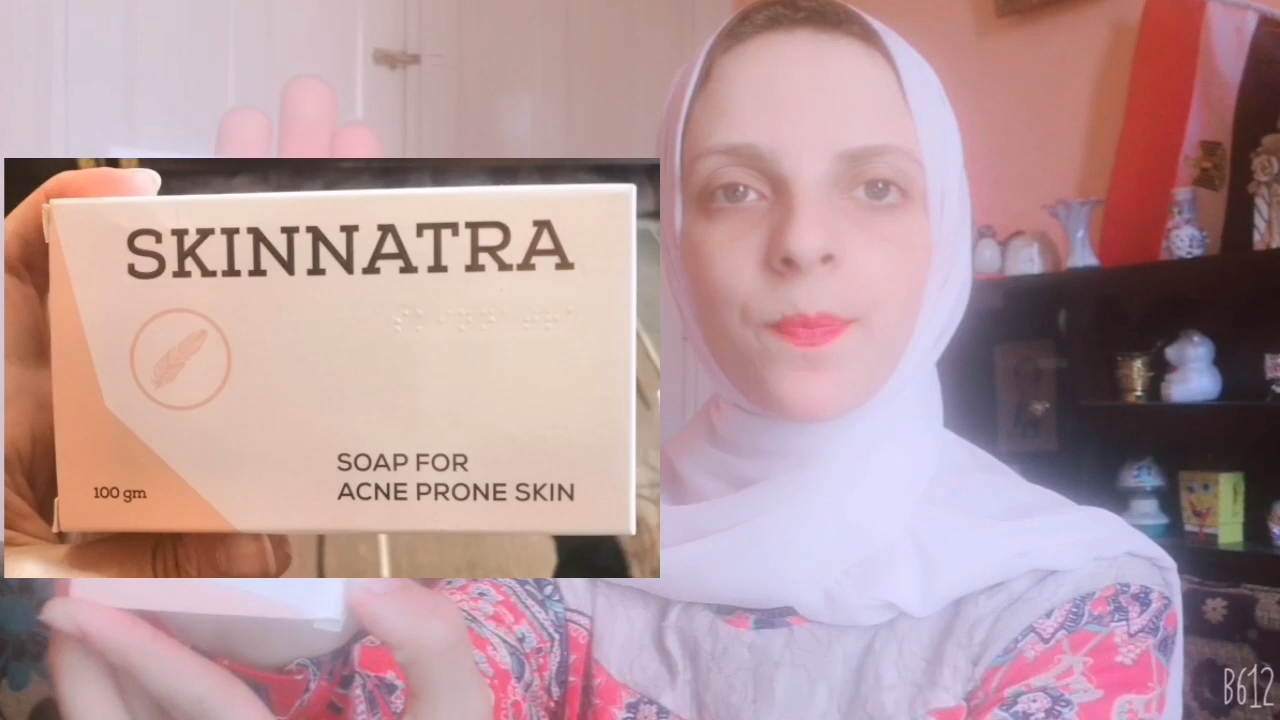 SKINNATRA
SOAP FOR
ACNE PRONE SKIN
100 gm
B612